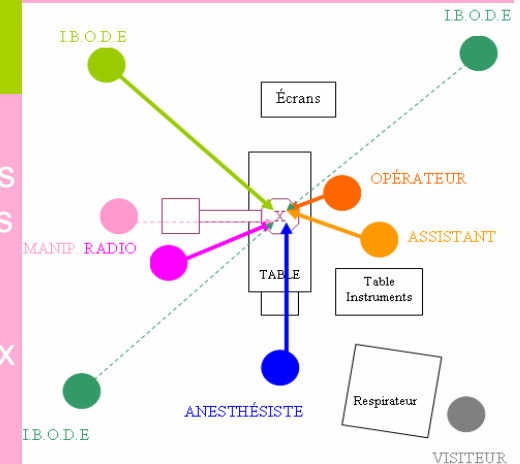 I.B.O.D.E
I.B.O.D.E
Écrans
S
OPÉRATEUR
S
ASSISTANT
MANIP. RADIO
TABLE
Table
Instruments
X
Respirateur
ANESTHÉSISTE
I.B.O.D.E
VISITEUR